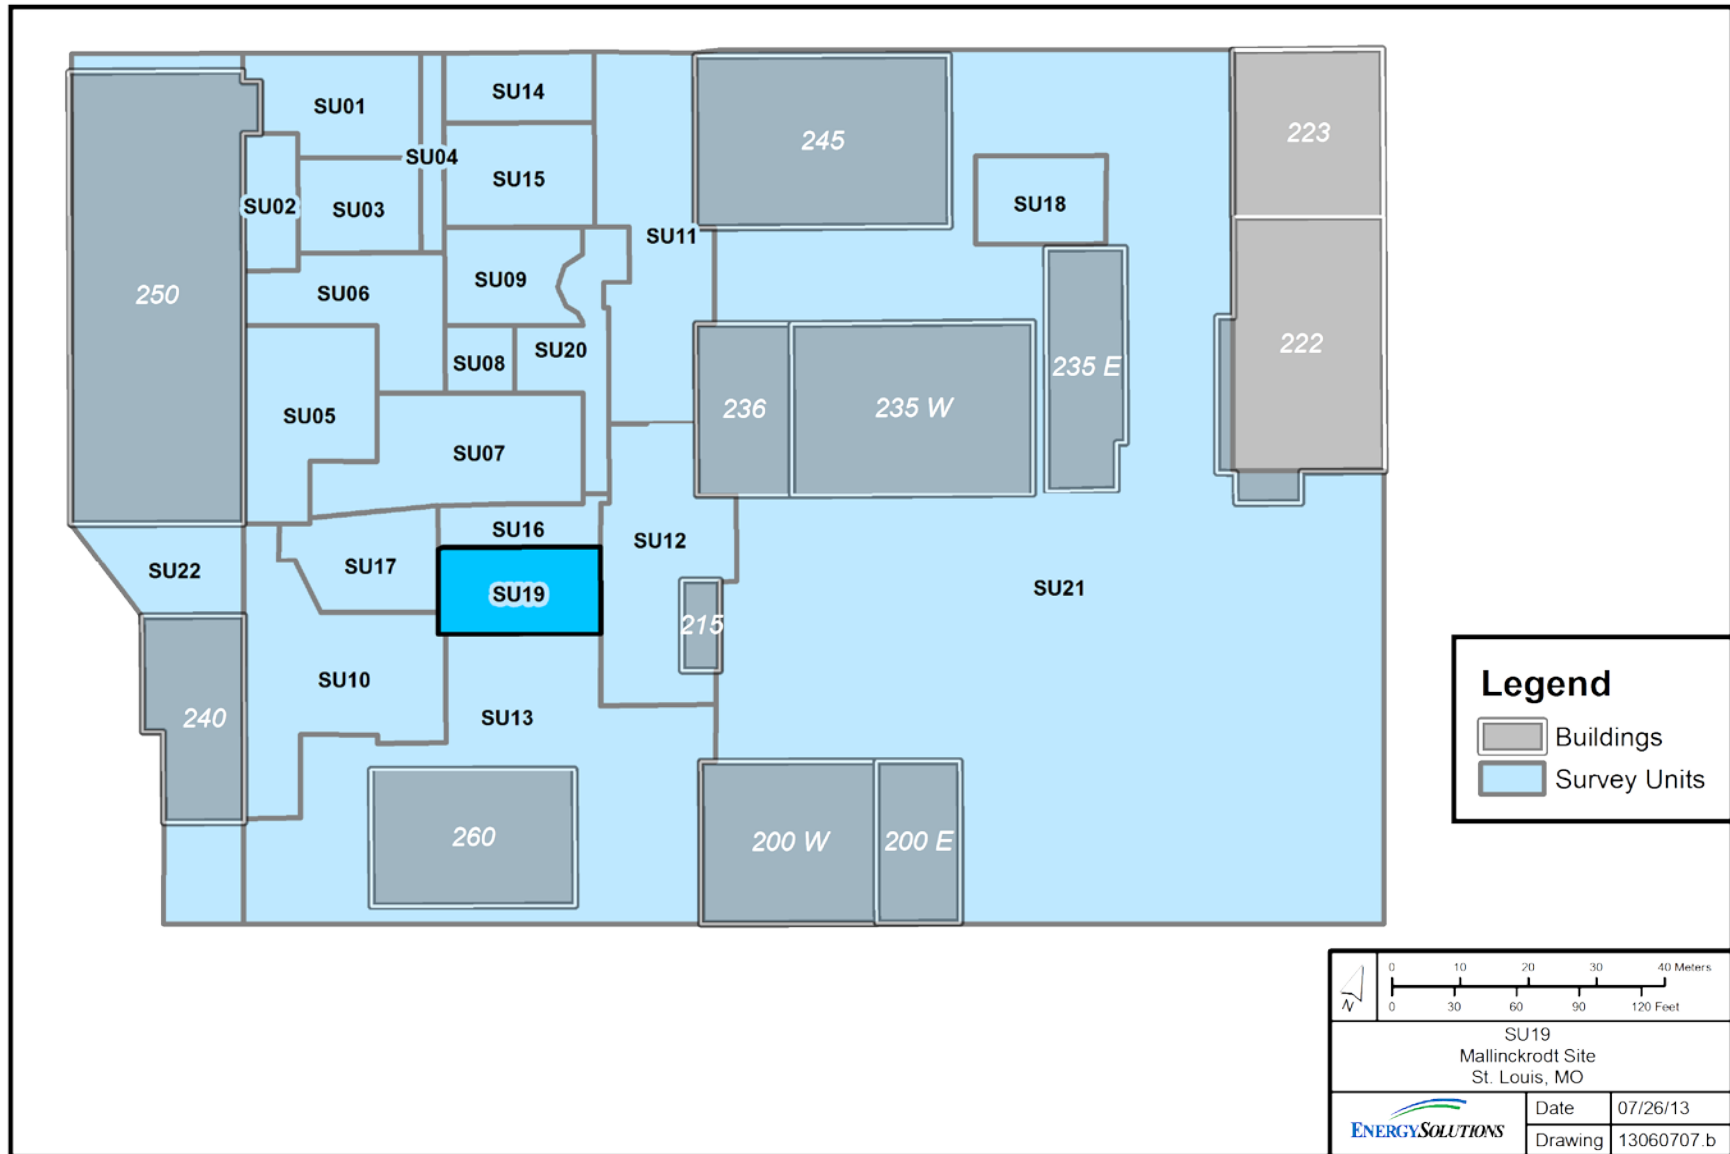 SU14
SU01
245
223
SU04
SU15
SU02
SU03
SU18
SU11
SU09
250
SU06
222
SU20
SU08
235 E
236
235 W
SU05
SU07
SU16
SU12
SU17
SU22
SU19
SU21
215
SU10
SU13
240
260
200 W
200 E
Legend
Buildings
Survey Units
0 10 20 30 40 Meters
0 30 60 90 120 Feet
N
SU19
Mallinckrodt Site
St. Louis, MO
ENERGYSOLUTIONS
Date 07/26/13
Drawing 13060707.b